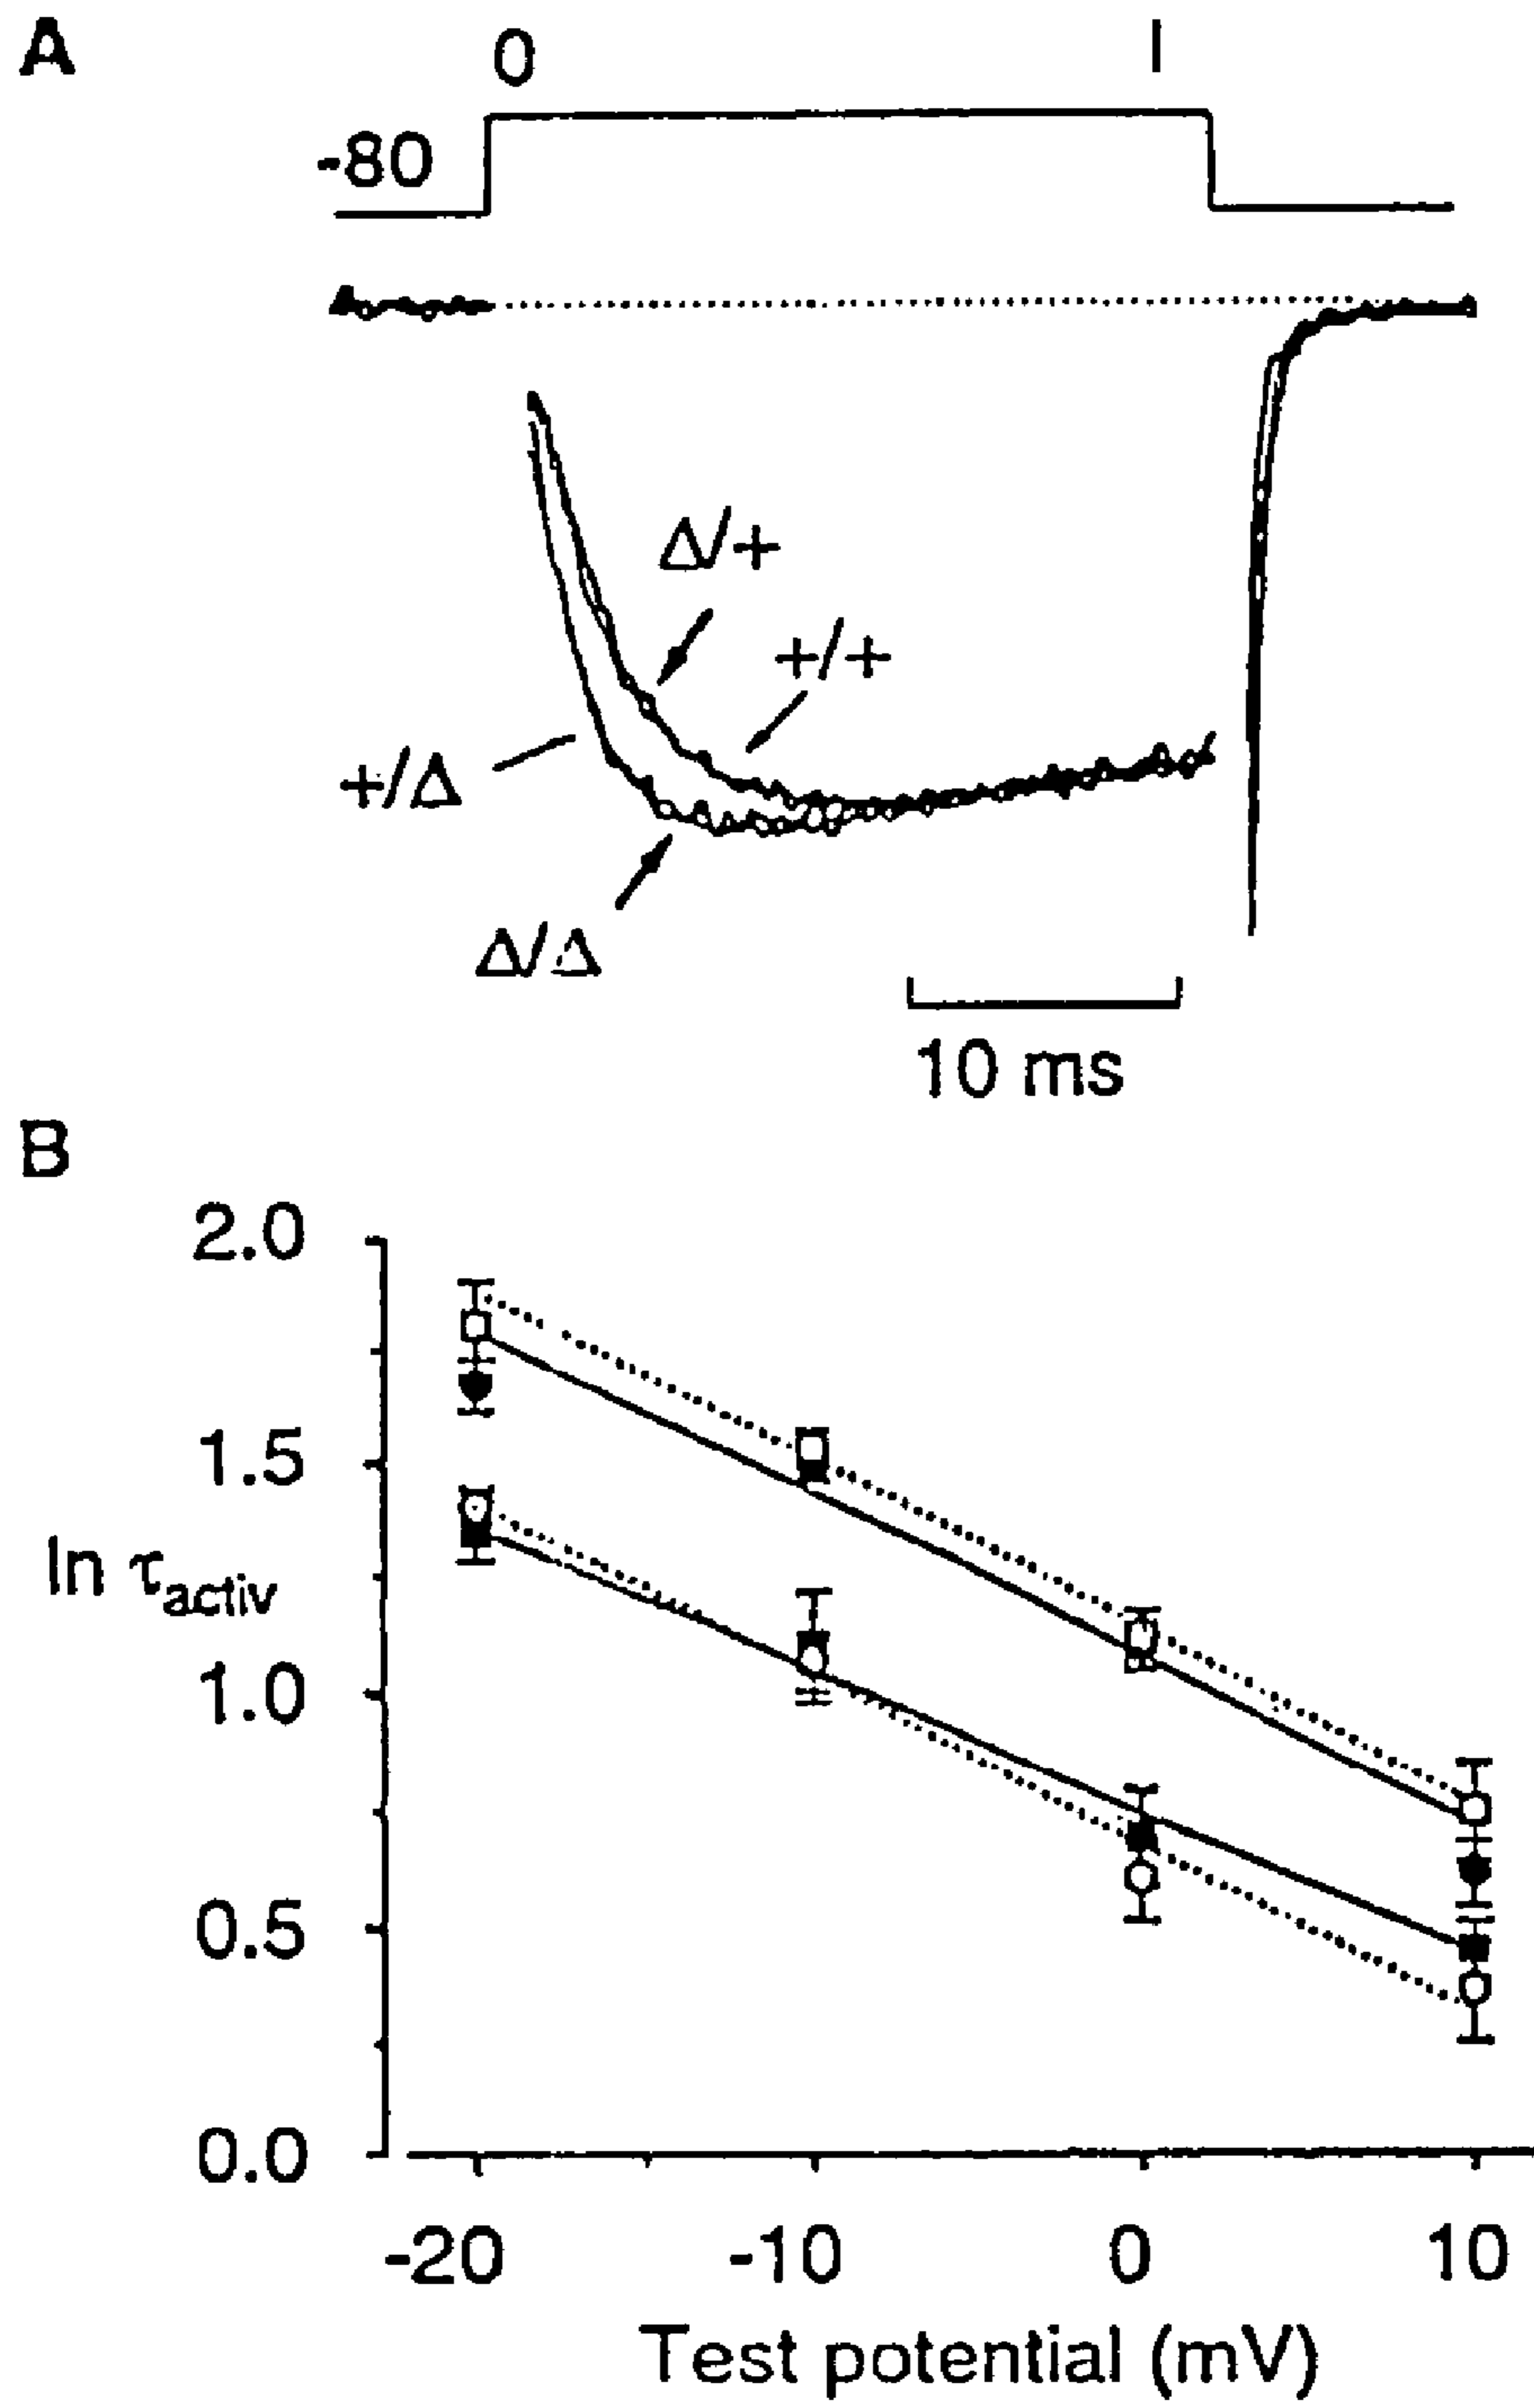 A
0
-80
Δ/+
+/+
+/Δ
Δ/Δ
10 ms
B
2.0
1.5
ln τactiv
1.0
0.5
0.0
-20 -10 0 10
Test potential (mV)